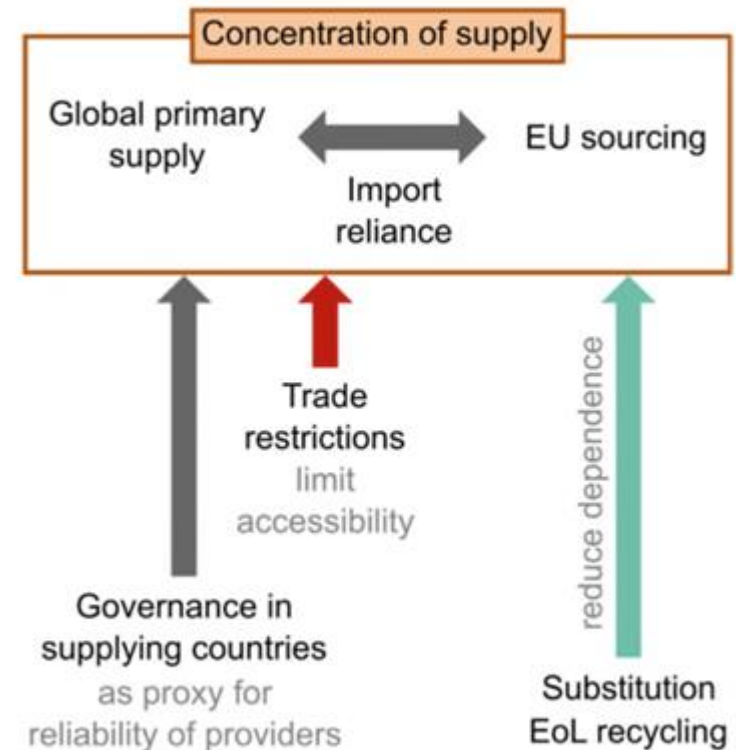 Concentration of supply
Global primary
supply
EU sourcing
Import
reliance
Trade
restrictions
limit
accessibility
reduce dependence
Governance in
supplying countries
as proxy for
reliability of providers
Substitution
EoL recycling